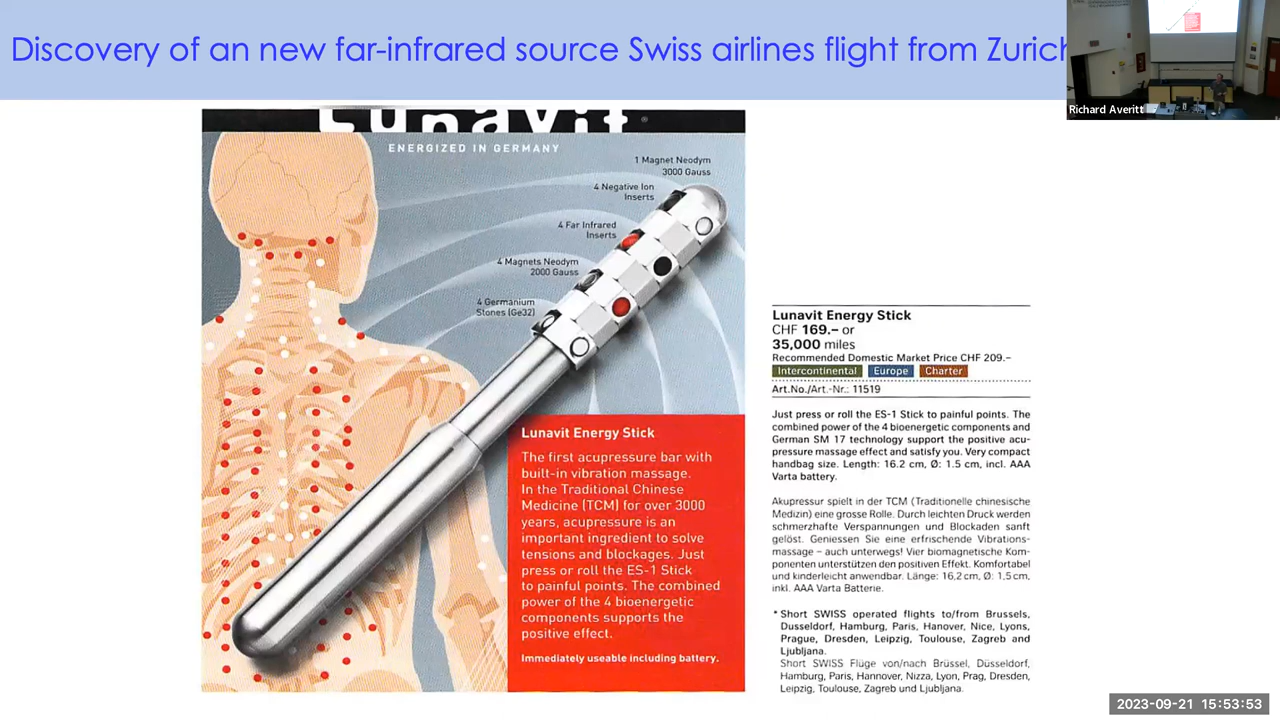 Discovery of an new far-infrared source Swiss airlines flight from Zurich
Richard Averitt
Lunavit®
ENERGIZED IN GERMANY
1 Magnet Neodym
3000 Gauss
4 Negative Ion
Inserts
4 Far Infrared
Inserts
4 Magnets Neodym
2000 Gauss
4 Germanium
Stones (Ge32)
Lunavit Energy Stick
The first acupressure bar with
built-in vibration massage.
In the Traditional Chinese
Medicine (TCM) for over 3000
years, acupressure is an
important ingredient to solve
tensions and blockages. Just
press or roll the ES-1 Stick
to painful points. The combined
power of the 4 bioenergetic
components supports the
positive effect.
Immediately useable including battery.
Lunavit Energy Stick
CHF 169.– or
35,000 miles
Recommended Domestic Market Price CHF 209.–
Intercontinental Europe Charter
Art.No./Art.-Nr.: 11519
Just press or roll the ES-1 Stick to painful points. The
combined power of the 4 bioenergetic components and
German SM 17 technology support the positive acu-
pressure massage effect and satisfy you. Very compact
handbag size. Length: 16.2 cm, Ø: 1.5 cm, incl. AAA
Varta battery.
Akupressur spielt in der TCM (Traditionelle chinesische
Medizin) eine grosse Rolle. Durch leichten Druck werden
schmerzhafte Verspannungen und Blockaden sanft
gelöst. Geniessen Sie eine erfrischende Vibrations-
massage – auch unterwegs! Vier biomagnetische Kom-
ponenten unterstützen den positiven Effekt. Komfortabel
und kinderleicht anwendbar. Länge: 16,2 cm, Ø: 1.5 cm,
inkl. AAA Varta Batterie.
* Short SWISS operated flights to/from Brussels,
Dusseldorf, Hamburg, Paris, Hanover, Nice, Lyons,
Prague, Dresden, Leipzig, Toulouse, Zagreb and
Ljubljana.
Short SWISS Flüge von/nach Brüssel, Düsseldorf,
Hamburg, Paris, Hannover, Nizza, Lyon, Prag, Dresden,
Leipzig, Toulouse, Zagreb und Ljubljana.
2023-09-21 15:53:53